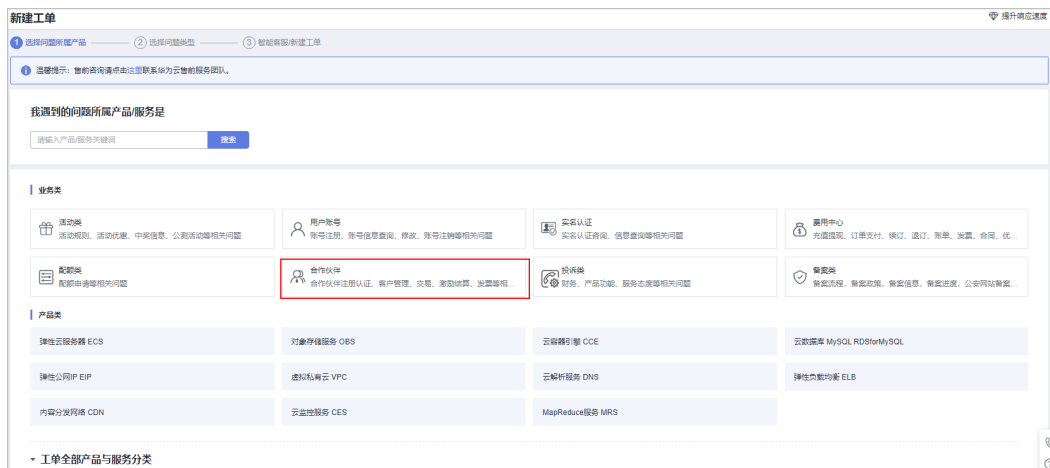 新建工单
提升响应速度
1 选择问题所属产品
2 选择问题类型
3 智能客服/新建工单
温馨提示：售前咨询请点击这里联系华为云售前服务团队。
我遇到的问题所属产品/服务是
请输入产品/服务关键词
搜索
业务类
活动类
活动规则、活动优惠、中奖信息、公测活动等相关问题
用户账号
账号注册、账号信息查询、修改、账号注销等相关问题
实名认证
实名认证咨询、信息查询等相关问题
费用中心
充值提现、订单支付、续订、退订、账单、发票、合同、优...
配额类
配额申请等相关问题
合作伙伴
合作伙伴注册认证、客户管理、交易、激励结算、发票等相...
投诉类
财务、产品功能、服务态度等相关问题
备案类
备案流程、备案政策、备案信息、备案进度、公安网站备案...
产品类
弹性云服务器 ECS
对象存储服务 OBS
云容器引擎 CCE
云数据库 MySQL RDSforMySQL
弹性公网IP EIP
虚拟私有云 VPC
云解析服务 DNS
弹性负载均衡 ELB
内容分发网络 CDN
云监控服务 CES
MapReduce服务 MRS
工单全部产品与服务分类